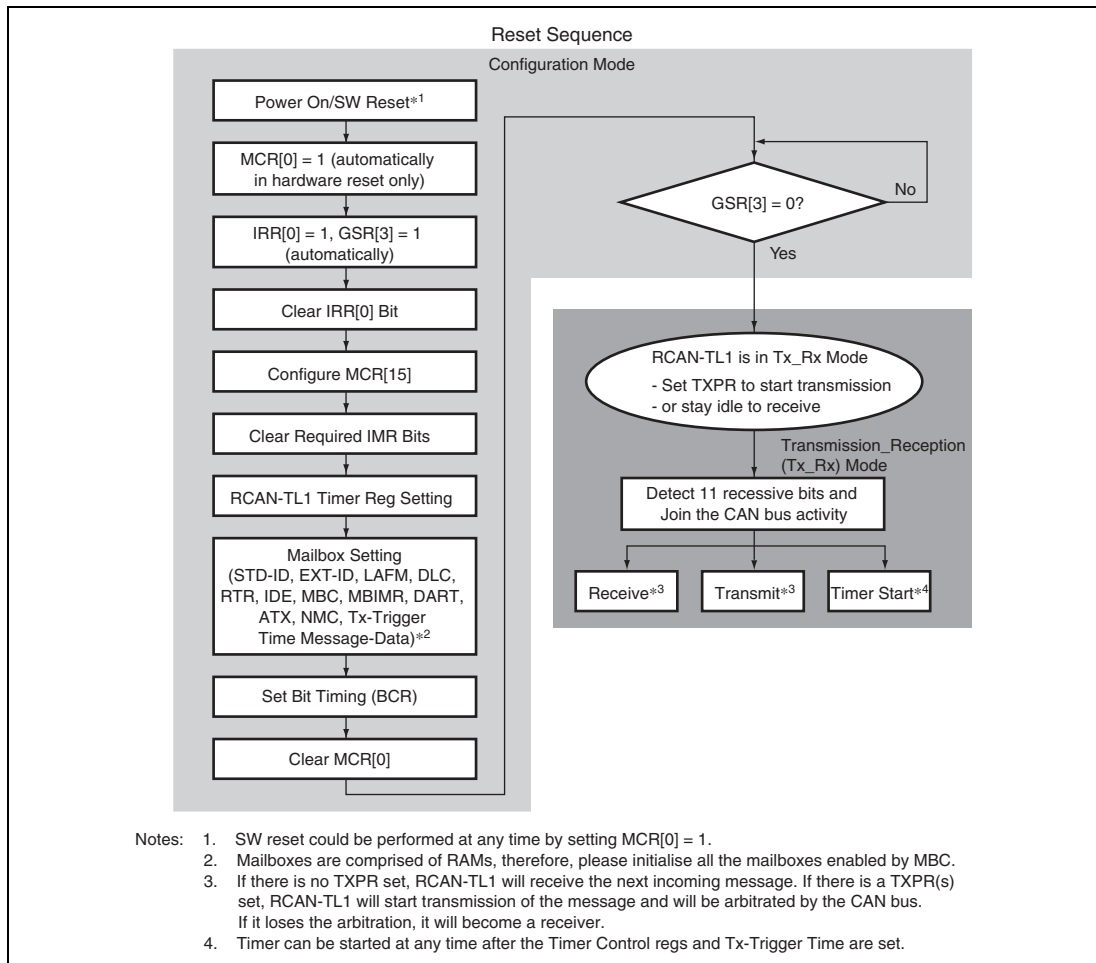 Reset Sequence
Configuration Mode
Power On/SW Reset*1
MCR[0] = 1 (automatically
in hardware reset only)
IRR[0] = 1, GSR[3] = 1
(automatically)
Clear IRR[0] Bit
Configure MCR[15]
Clear Required IMR Bits
RCAN-TL1 Timer Reg Setting
Mailbox Setting
(STD-ID, EXT-ID, LAFM, DLC,
RTR, IDE, MBC, MBIMR, DART,
ATX, NMC, Tx-Trigger
Time Message-Data)*2
Set Bit Timing (BCR)
Clear MCR[0]
GSR[3] = 0?
No
Yes
RCAN-TL1 is in Tx_Rx Mode
- Set TXPR to start transmission
- or stay idle to receive
Transmission_Reception
(Tx_Rx) Mode
Detect 11 recessive bits and
Join the CAN bus activity
Receive*3
Transmit*3
Timer Start*4
Notes: 1. SW reset could be performed at any time by setting MCR[0] = 1.
2. Mailboxes are comprised of RAMs, therefore, please initialise all the mailboxes enabled by MBC.
3. If there is no TXPR set, RCAN-TL1 will receive the next incoming message. If there is a TXPR(s)
set, RCAN-TL1 will start transmission of the message and will be arbitrated by the CAN bus.
If it loses the arbitration, it will become a receiver.
4. Timer can be started at any time after the Timer Control regs and Tx-Trigger Time are set.